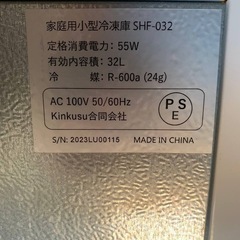 家庭用小型冷凍庫 SHF-032
定格消費電力：55W
有効内容積：32L
冷　媒：R-600a (24g)
AC 100V 50/60Hz
Kinkusu合同会社
PS
E
S/N: 2023LU00115
MADE IN CHINA